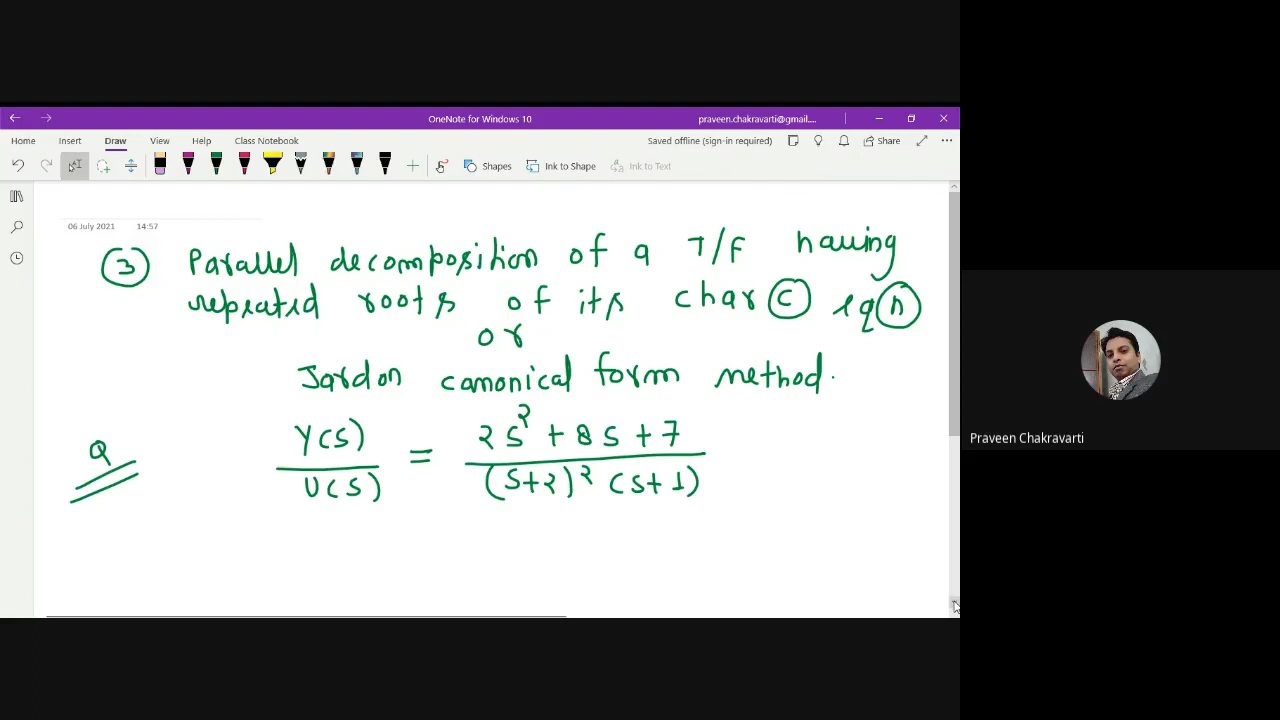 OneNote for Windows 10
praveen.chakravarti@gmail....
Home Insert Draw View Help Class Notebook
Saved offline (sign-in required)
Share
Shapes
Ink to Shape
Ink to Text
06 July 2021 14:57
(3) Parallel decomposition of a T/F having
repeated roots of its char(c) eq(n)
or
Jardon canonical form method.
Q Y(S)/U(S) = 2S²+8S+7/(S+2)²(S+1)
Praveen Chakravarti